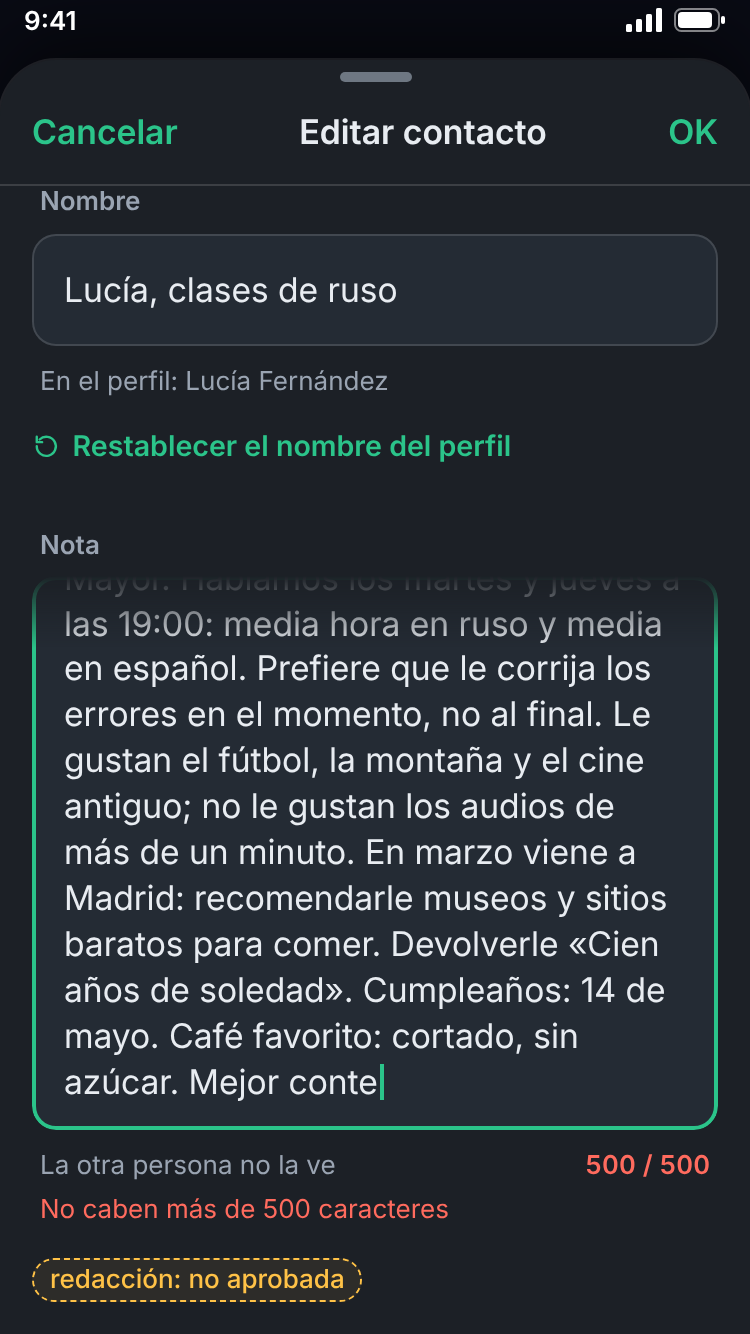 9:41
Cancelar
Editar contacto
OK
Nombre
Lucía, clases de ruso
En el perfil: Lucía Fernández
Restablecer el nombre del perfil
Nota
Mayor. Hablamos los martes y jueves a
las 19:00: media hora en ruso y media
en español. Prefiere que le corrija los
errores en el momento, no al final. Le
gustan el fútbol, la montaña y el cine
antiguo; no le gustan los audios de
más de un minuto. En marzo viene a
Madrid: recomendarle museos y sitios
baratos para comer. Devolverle «Cien
años de soledad». Cumpleaños: 14 de
mayo. Café favorito: cortado, sin
azúcar. Mejor conte
La otra persona no la ve
500 / 500
No caben más de 500 caracteres
redacción: no aprobada